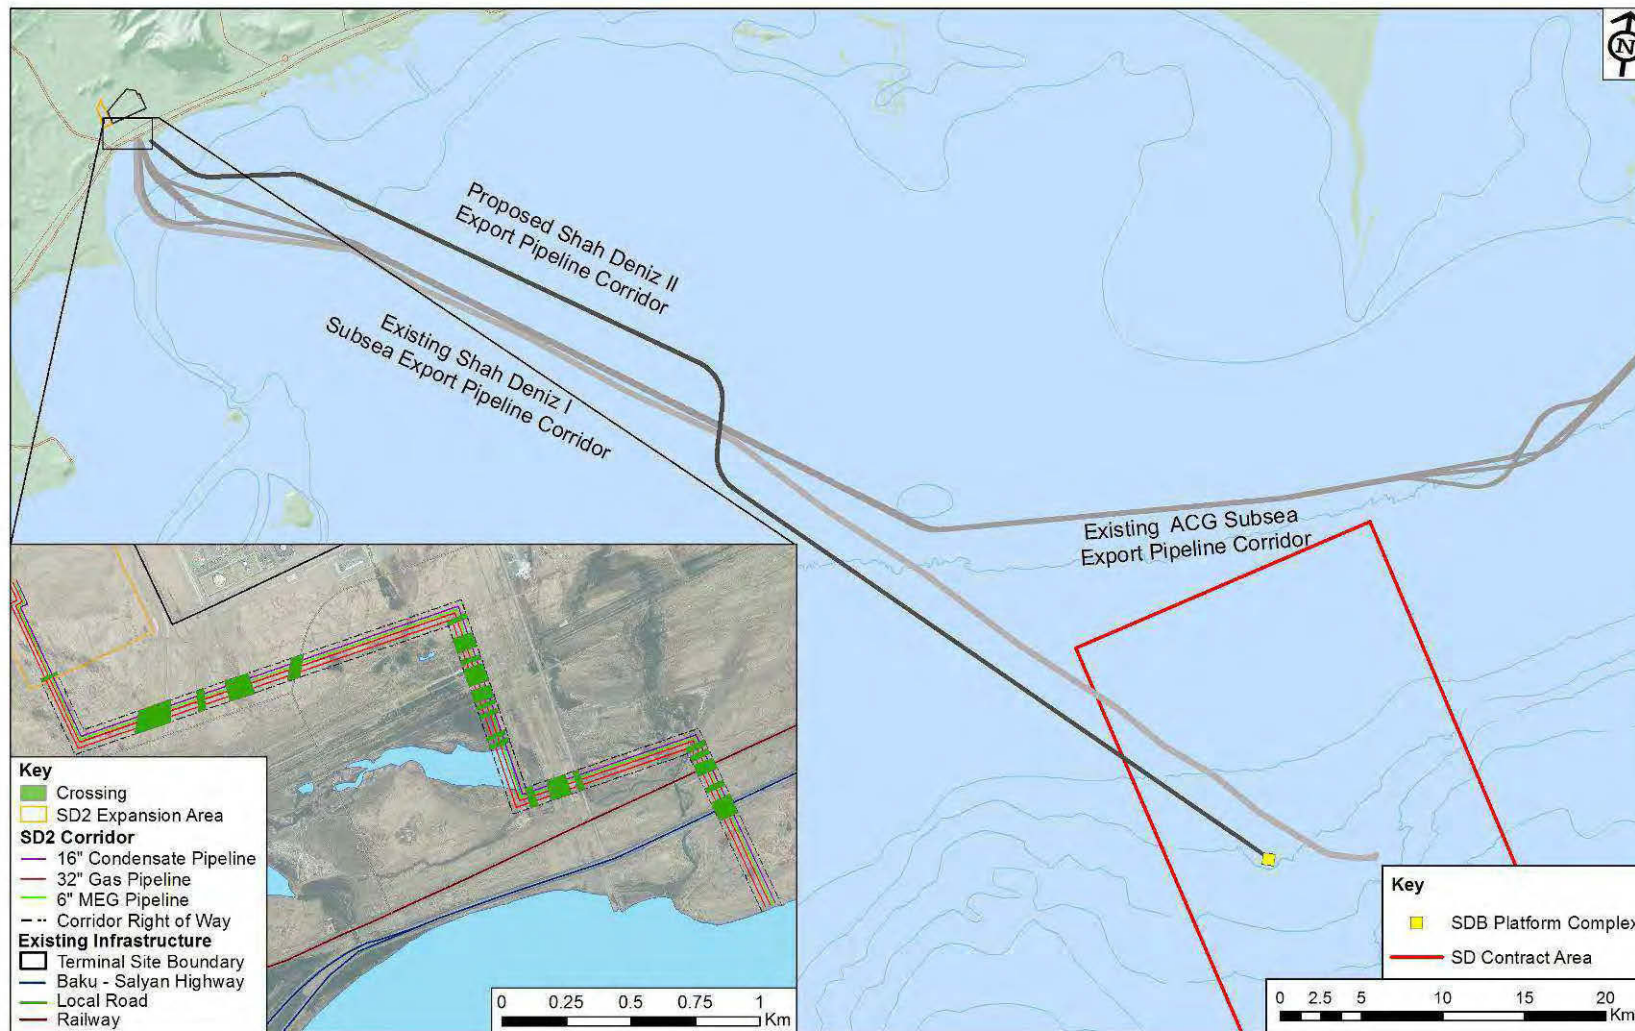 N
Proposed Shah Deniz II
Export Pipeline Corridor
Existing Shah Deniz I
Subsea Export Pipeline Corridor
Existing ACG Subsea
Export Pipeline Corridor
Key
Crossing
SD2 Expansion Area
SD2 Corridor
16" Condensate Pipeline
32" Gas Pipeline
6" MEG Pipeline
Corridor Right of Way
Existing Infrastructure
Terminal Site Boundary
Baku - Salyan Highway
Local Road
Railway
0 0.25 0.5 0.75 1
Km
Key
SDB Platform Complex
SD Contract Area
0 2.5 5 10 15 20
Km